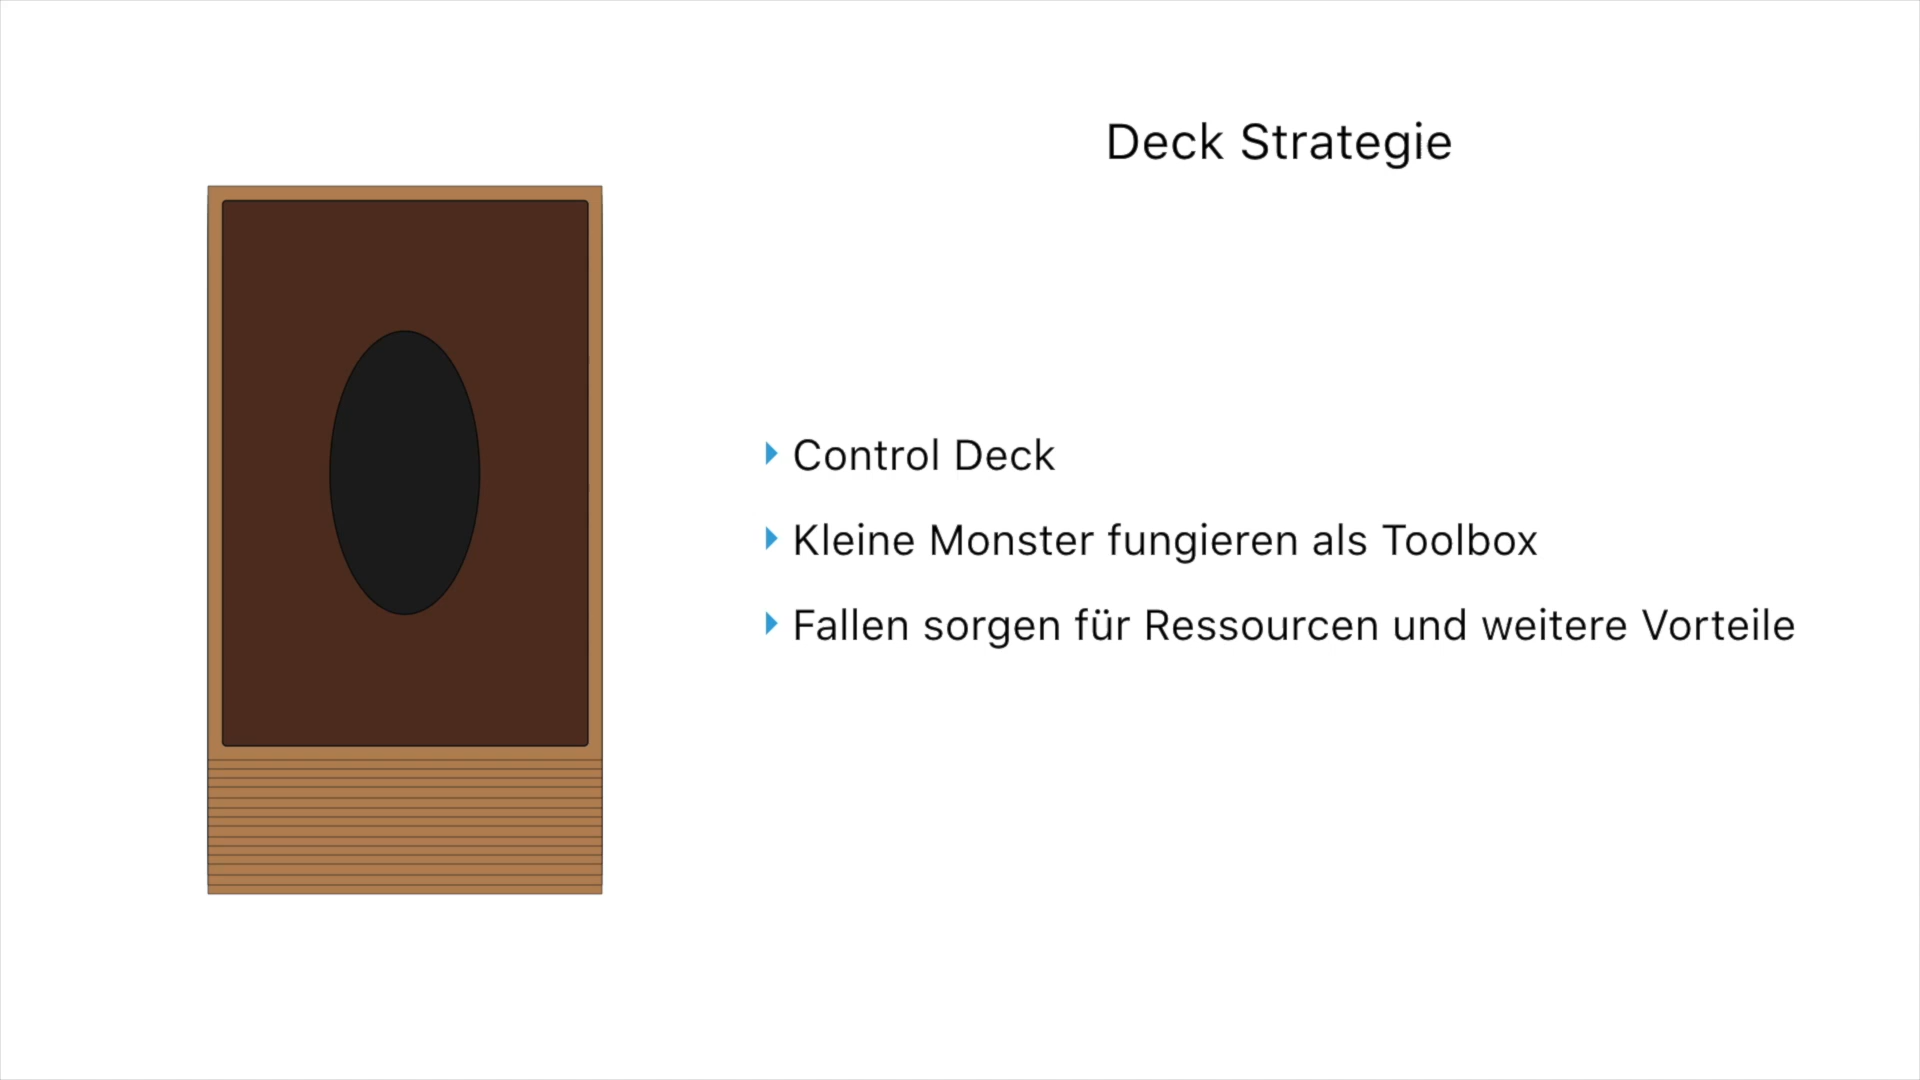 Deck Strategie
Control Deck
Kleine Monster fungieren als Toolbox
Fallen sorgen für Ressourcen und weitere Vorteile